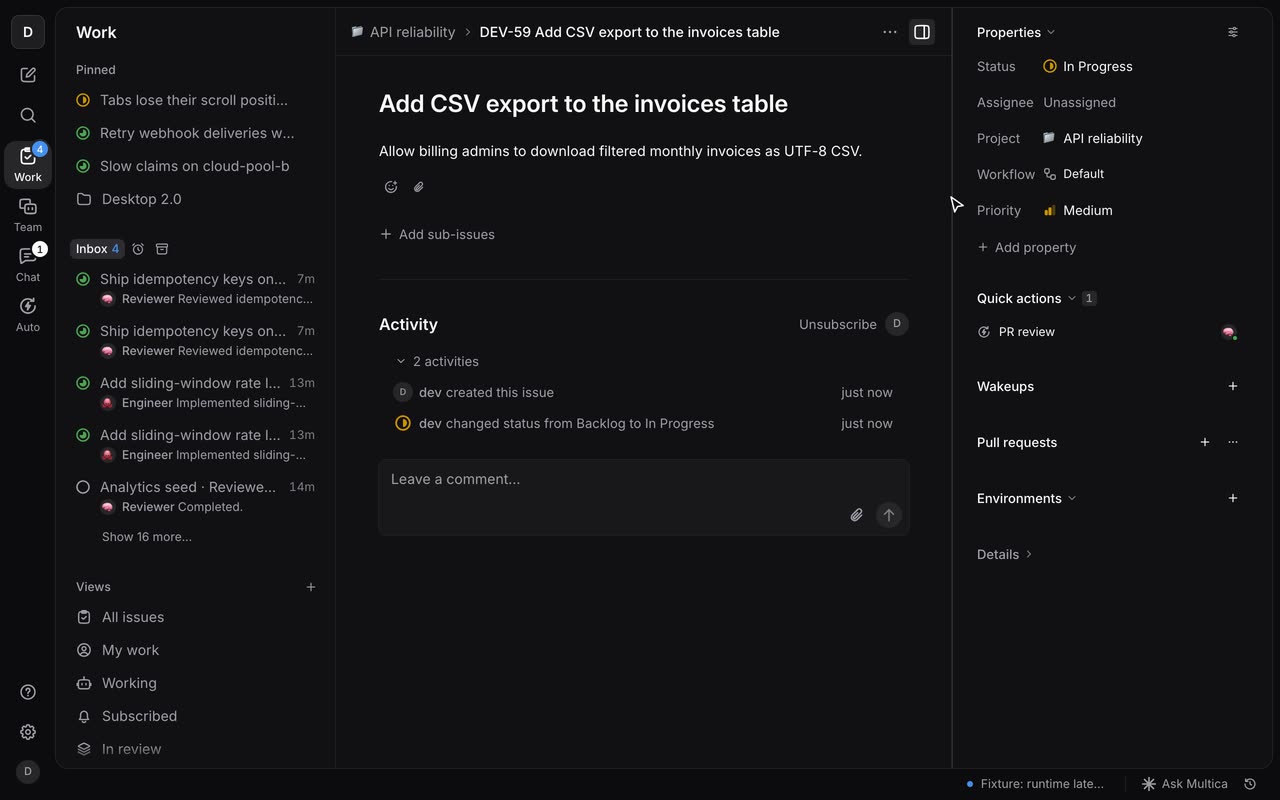 D
Work
4
Team
Chat
1
Auto
D
Work
Pinned
Tabs lose their scroll positi...
Retry webhook deliveries w...
Slow claims on cloud-pool-b
Desktop 2.0
Inbox 4
Ship idempotency keys on... 7m
Reviewer Reviewed idempotenc...
Ship idempotency keys on... 7m
Reviewer Reviewed idempotenc...
Add sliding-window rate l... 13m
Engineer Implemented sliding-...
Add sliding-window rate l... 13m
Engineer Implemented sliding-...
Analytics seed · Reviewe... 14m
Reviewer Completed.
Show 16 more...
Views
All issues
My work
Working
Subscribed
In review
API reliability > DEV-59 Add CSV export to the invoices table
Add CSV export to the invoices table
Allow billing admins to download filtered monthly invoices as UTF-8 CSV.
Add sub-issues
Activity Unsubscribe D
2 activities
D dev created this issue just now
dev changed status from Backlog to In Progress just now
Leave a comment...
Properties
Status In Progress
Assignee Unassigned
Project API reliability
Workflow Default
Priority Medium
Add property
Quick actions 1
PR review
Wakeups
Pull requests
Environments
Details
Fixture: runtime late... Ask Multica